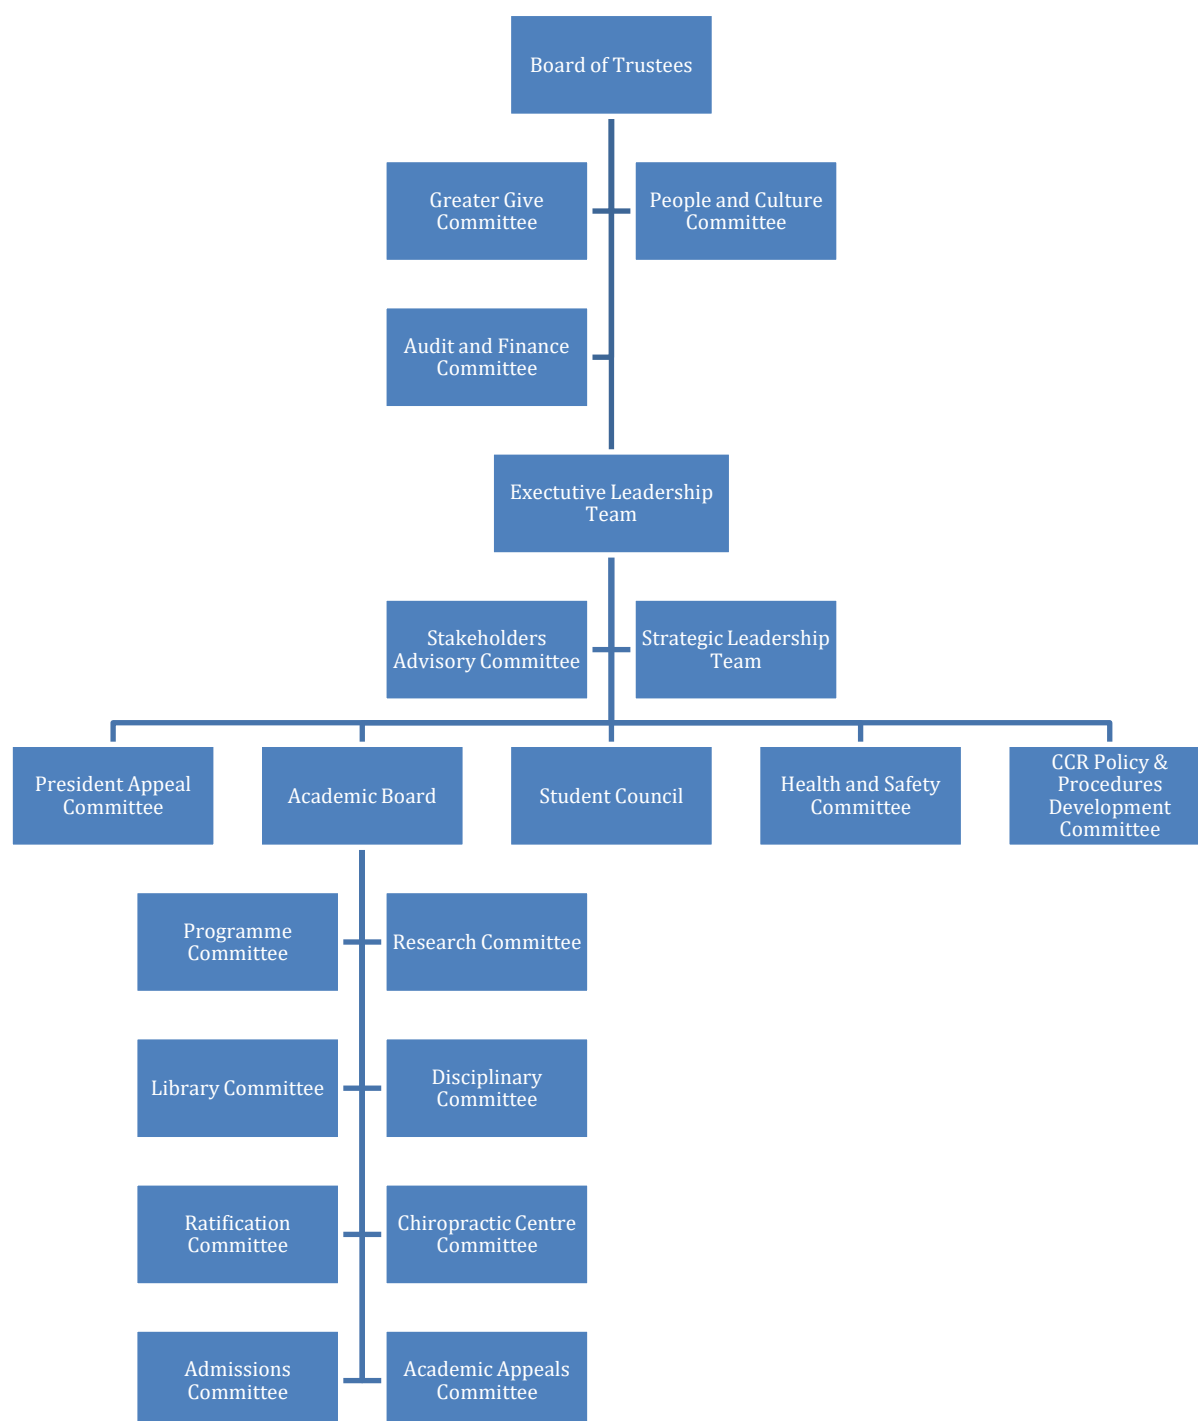 Board of Trustees
Greater Give
Committee
People and Culture
Committee
Audit and Finance
Committee
Exectutive Leadership
Team
Stakeholders
Advisory Committee
Strategic Leadership
Team
President Appeal
Committee
Academic Board
Student Council
Health and Safety
Committee
CCR Policy &
Procedures
Development
Committee
Programme
Committee
Research Committee
Library Committee
Disciplinary
Committee
Ratification
Committee
Chiropractic Centre
Committee
Admissions
Committee
Academic Appeals
Committee